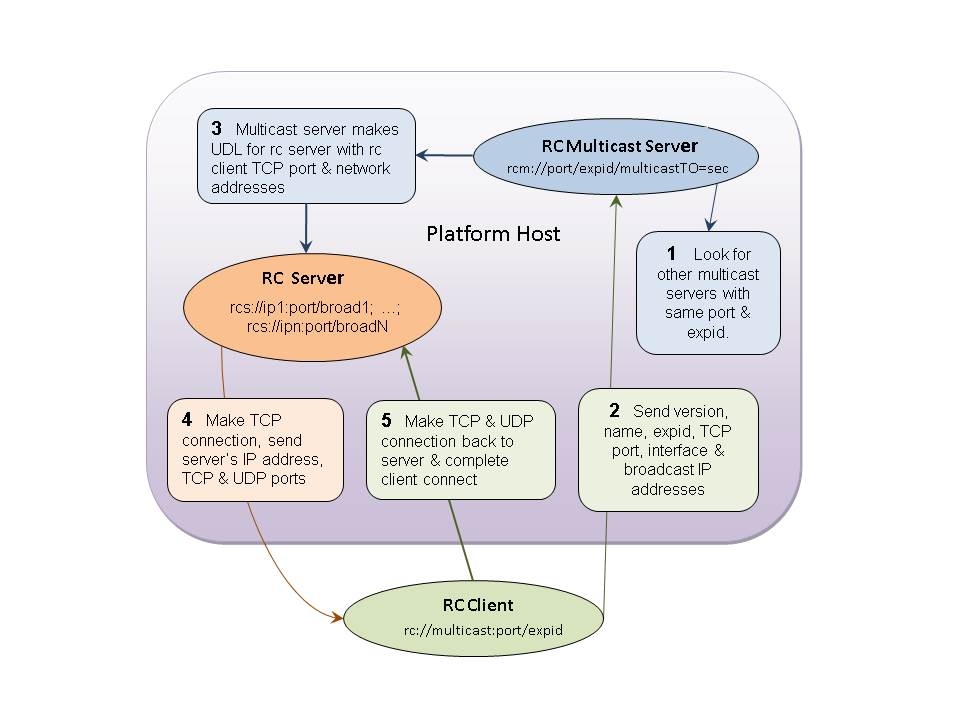 3 Multicast server makes
UDL for rc server with rc
client TCP port & network
addresses
RC Multicast Server
rcm://port/expid/multicastTO=sec
Platform Host
1 Look for
other multicast
servers with
same port &
expid.
RC Server
rcs://ip1:port/broad1; ...;
rcs://ipn:port/broadN
4 Make TCP
connection, send
server's IP address,
TCP & UDP ports
5 Make TCP & UDP
connection back to
server & complete
client connect
2 Send version,
name, expid, TCP
port, interface &
broadcast IP
addresses
RC Client
rc://multicast:port/expid